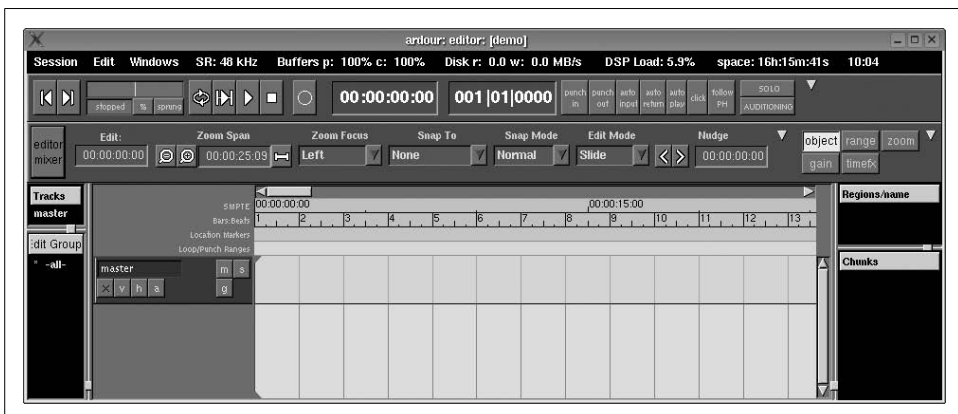 ardour: editor: [demo]
Session Edit Windows SR: 48 kHz Buffers p: 100% c: 100% Disk r: 0.0 w: 0.0 MB/s DSP Load: 5.9% space: 16h:15m:41s 10:04
stopped % sprung 00:00:00:00 001|01|0000 punch in punch out auto input auto return auto play click follow PH SOLO AUDITIONING
editor mixer
Edit: Zoom Span Zoom Focus Snap To Snap Mode Edit Mode Nudge
00:00:00:00 00:00:25:09 Left None Normal Slide 00:00:00:00
object range zoom
gain timefx
Tracks
master
dit Group
* -all-
SMPTE 00:00:00:00 00:00:15:00
Bars:Beats 1 2 3 4 5 6 7 8 9 10 11 12 13
Location Markers
Loop/Punch Ranges
master m s
x v h a g
Regions/name
Chunks